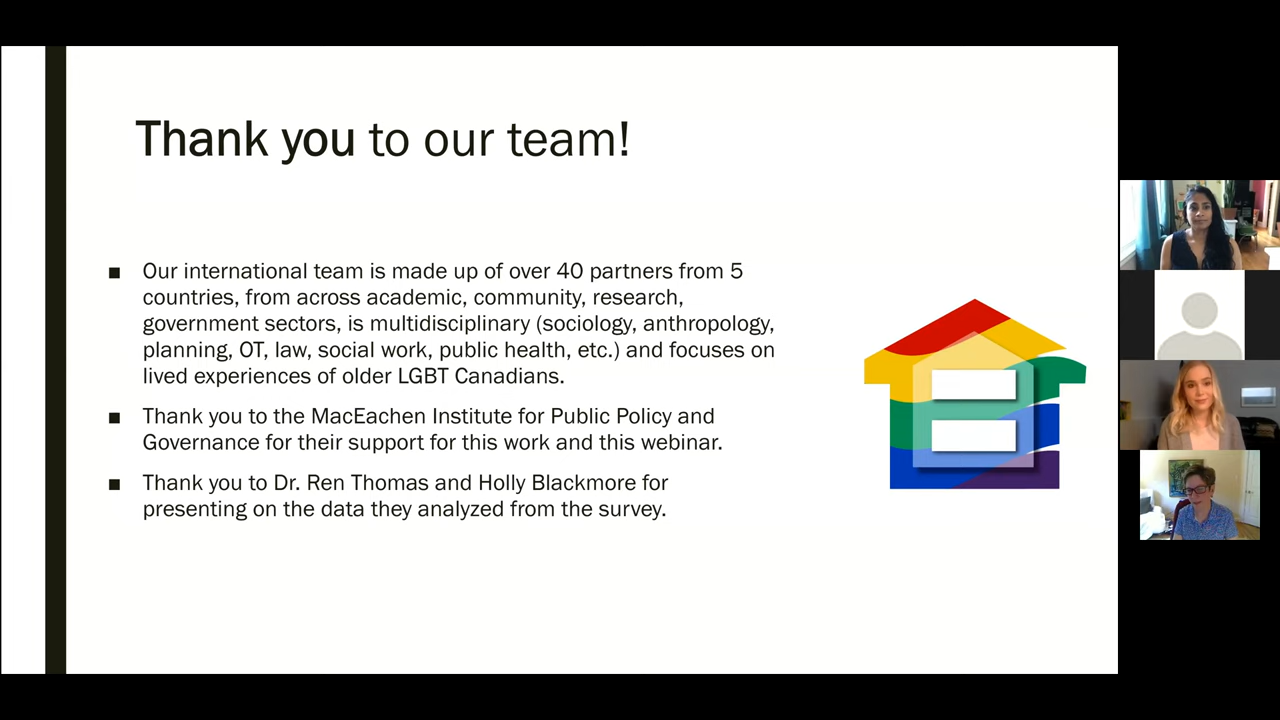 Thank you to our team!
■ Our international team is made up of over 40 partners from 5
countries, from across academic, community, research,
government sectors, is multidisciplinary (sociology, anthropology,
planning, OT, law, social work, public health, etc.) and focuses on
lived experiences of older LGBT Canadians.
■ Thank you to the MacEachen Institute for Public Policy and
Governance for their support for this work and this webinar.
■ Thank you to Dr. Ren Thomas and Holly Blackmore for
presenting on the data they analyzed from the survey.